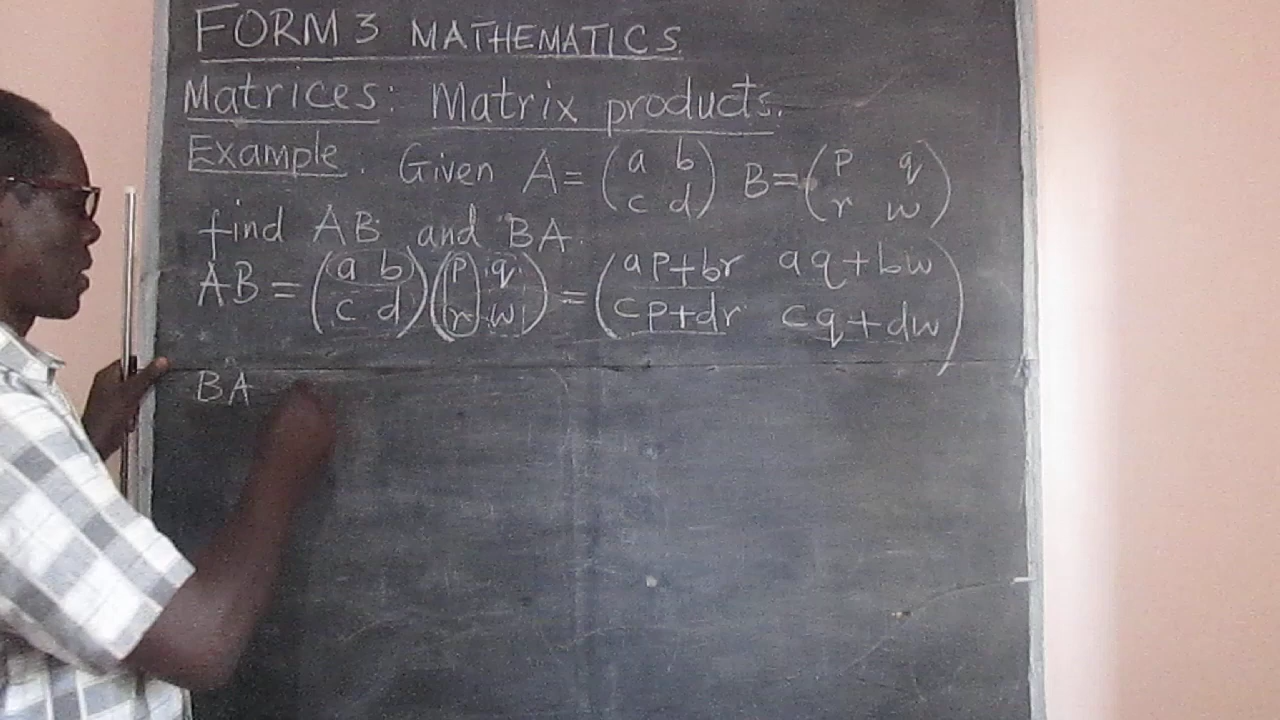 FORM 3 MATHEMATICS.
Matrices: Matrix products.
Example. Given A = (a b) B = (p q)
(c d) (r w)
find AB and BA.
AB = (a b)(p q) = (ap+br aq+bw)
(c d)(r w) (cp+dr cq+dw)
BA